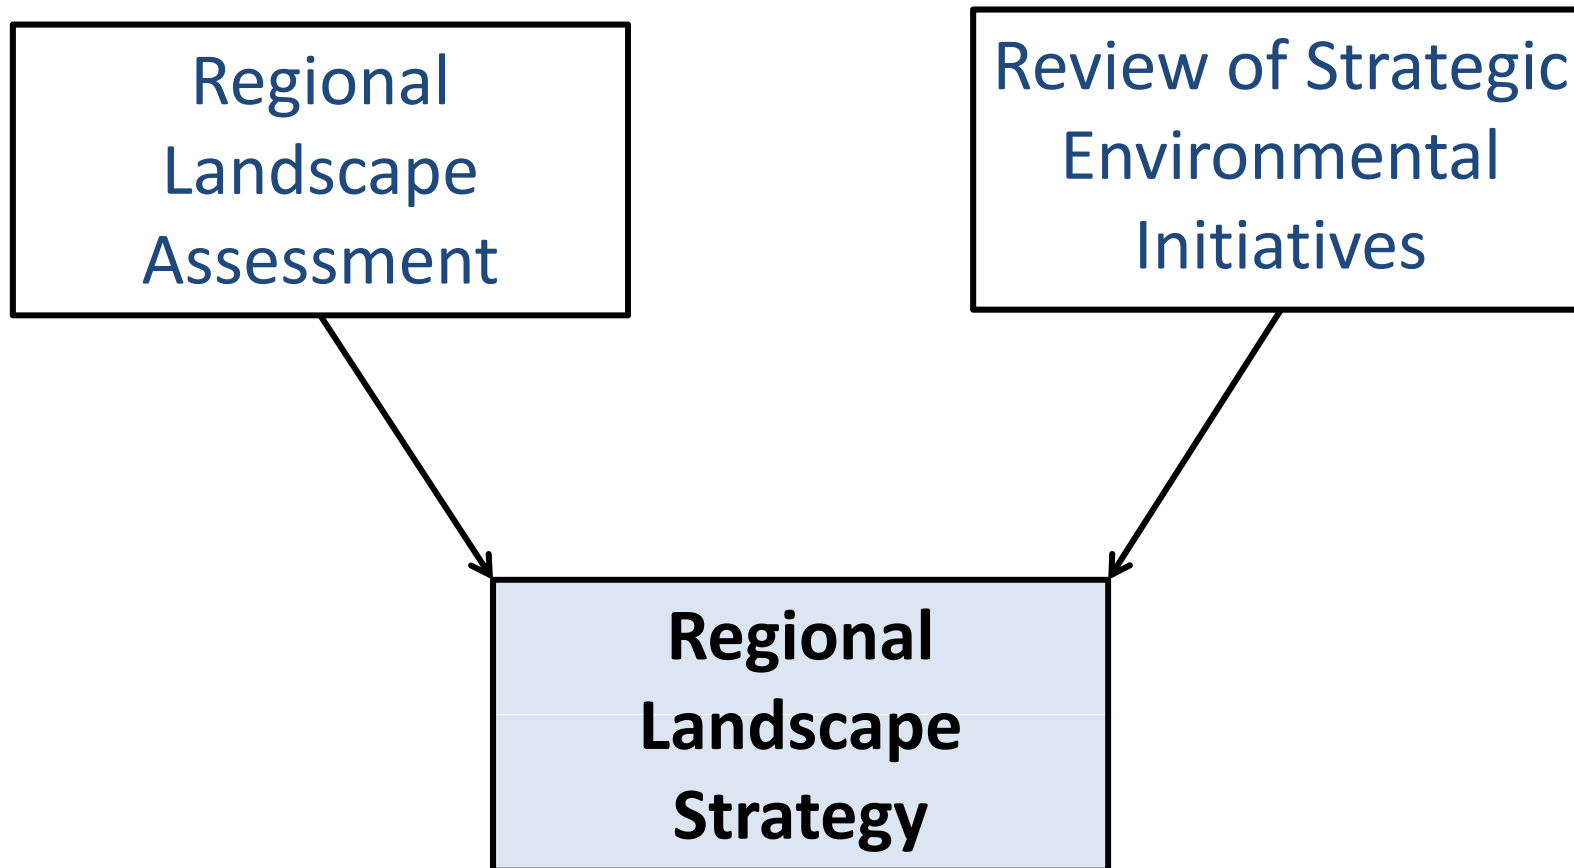 Regional
Landscape
Assessment
Review of Strategic
Environmental
Initiatives
Regional
Landscape
Strategy